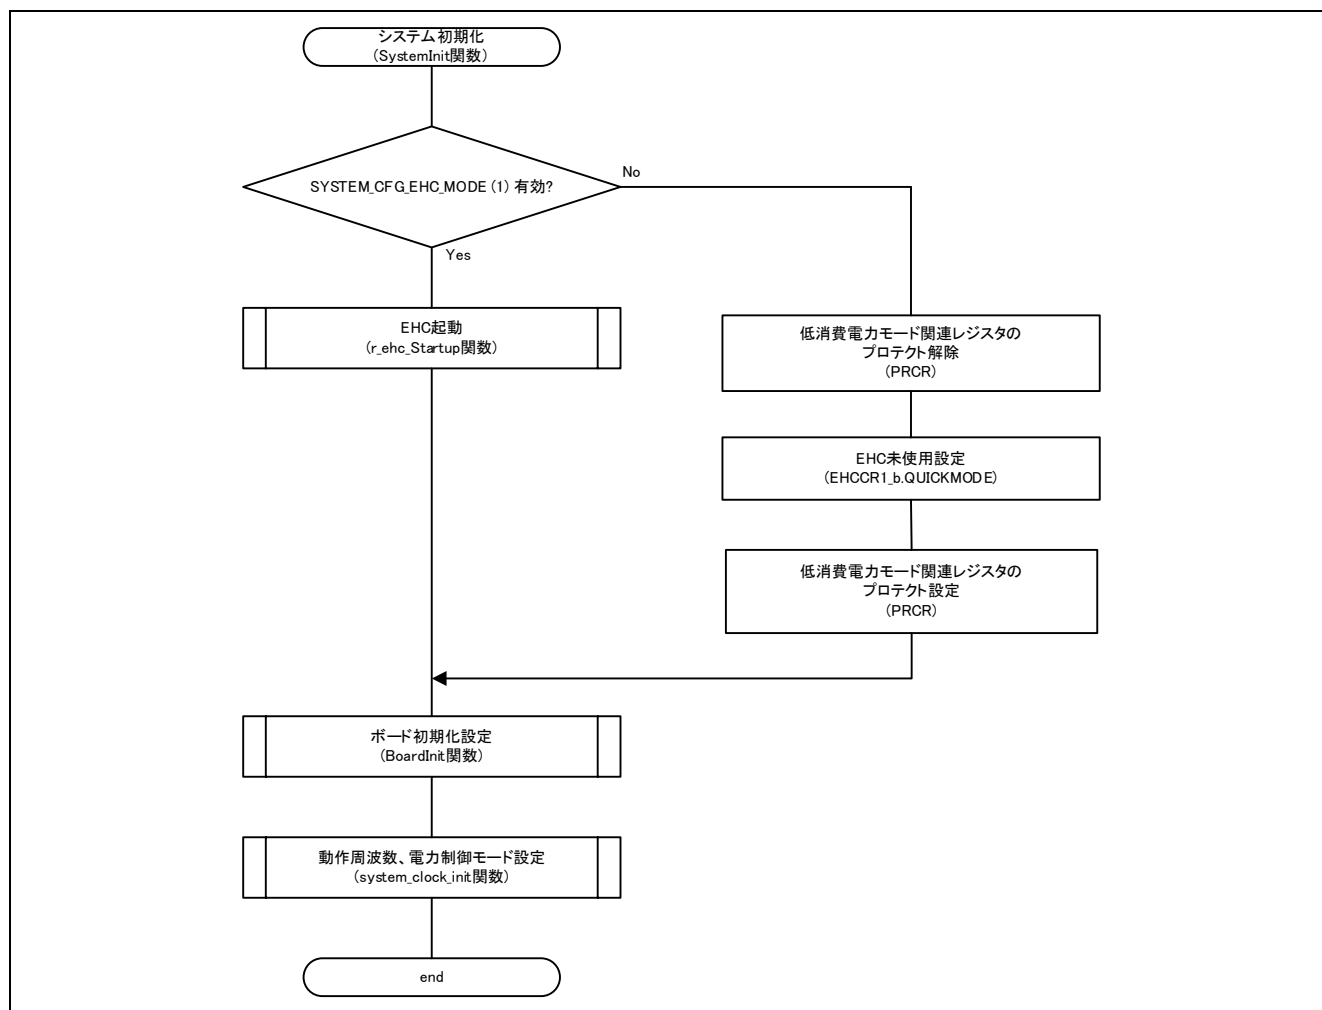 システム初期化
(SystemInit関数)
SYSTEM_CFG_EHC_MODE (1) 有効?
No
Yes
EHC起動
(r_ehc_Startup関数)
低消費電力モード関連レジスタの
プロテクト解除
(PRCR)
EHC未使用設定
(EHCCR1_b.QUICKMODE)
低消費電力モード関連レジスタの
プロテクト設定
(PRCR)
ボード初期化設定
(BoardInit関数)
動作周波数、電力制御モード設定
(system_clock_init関数)
end